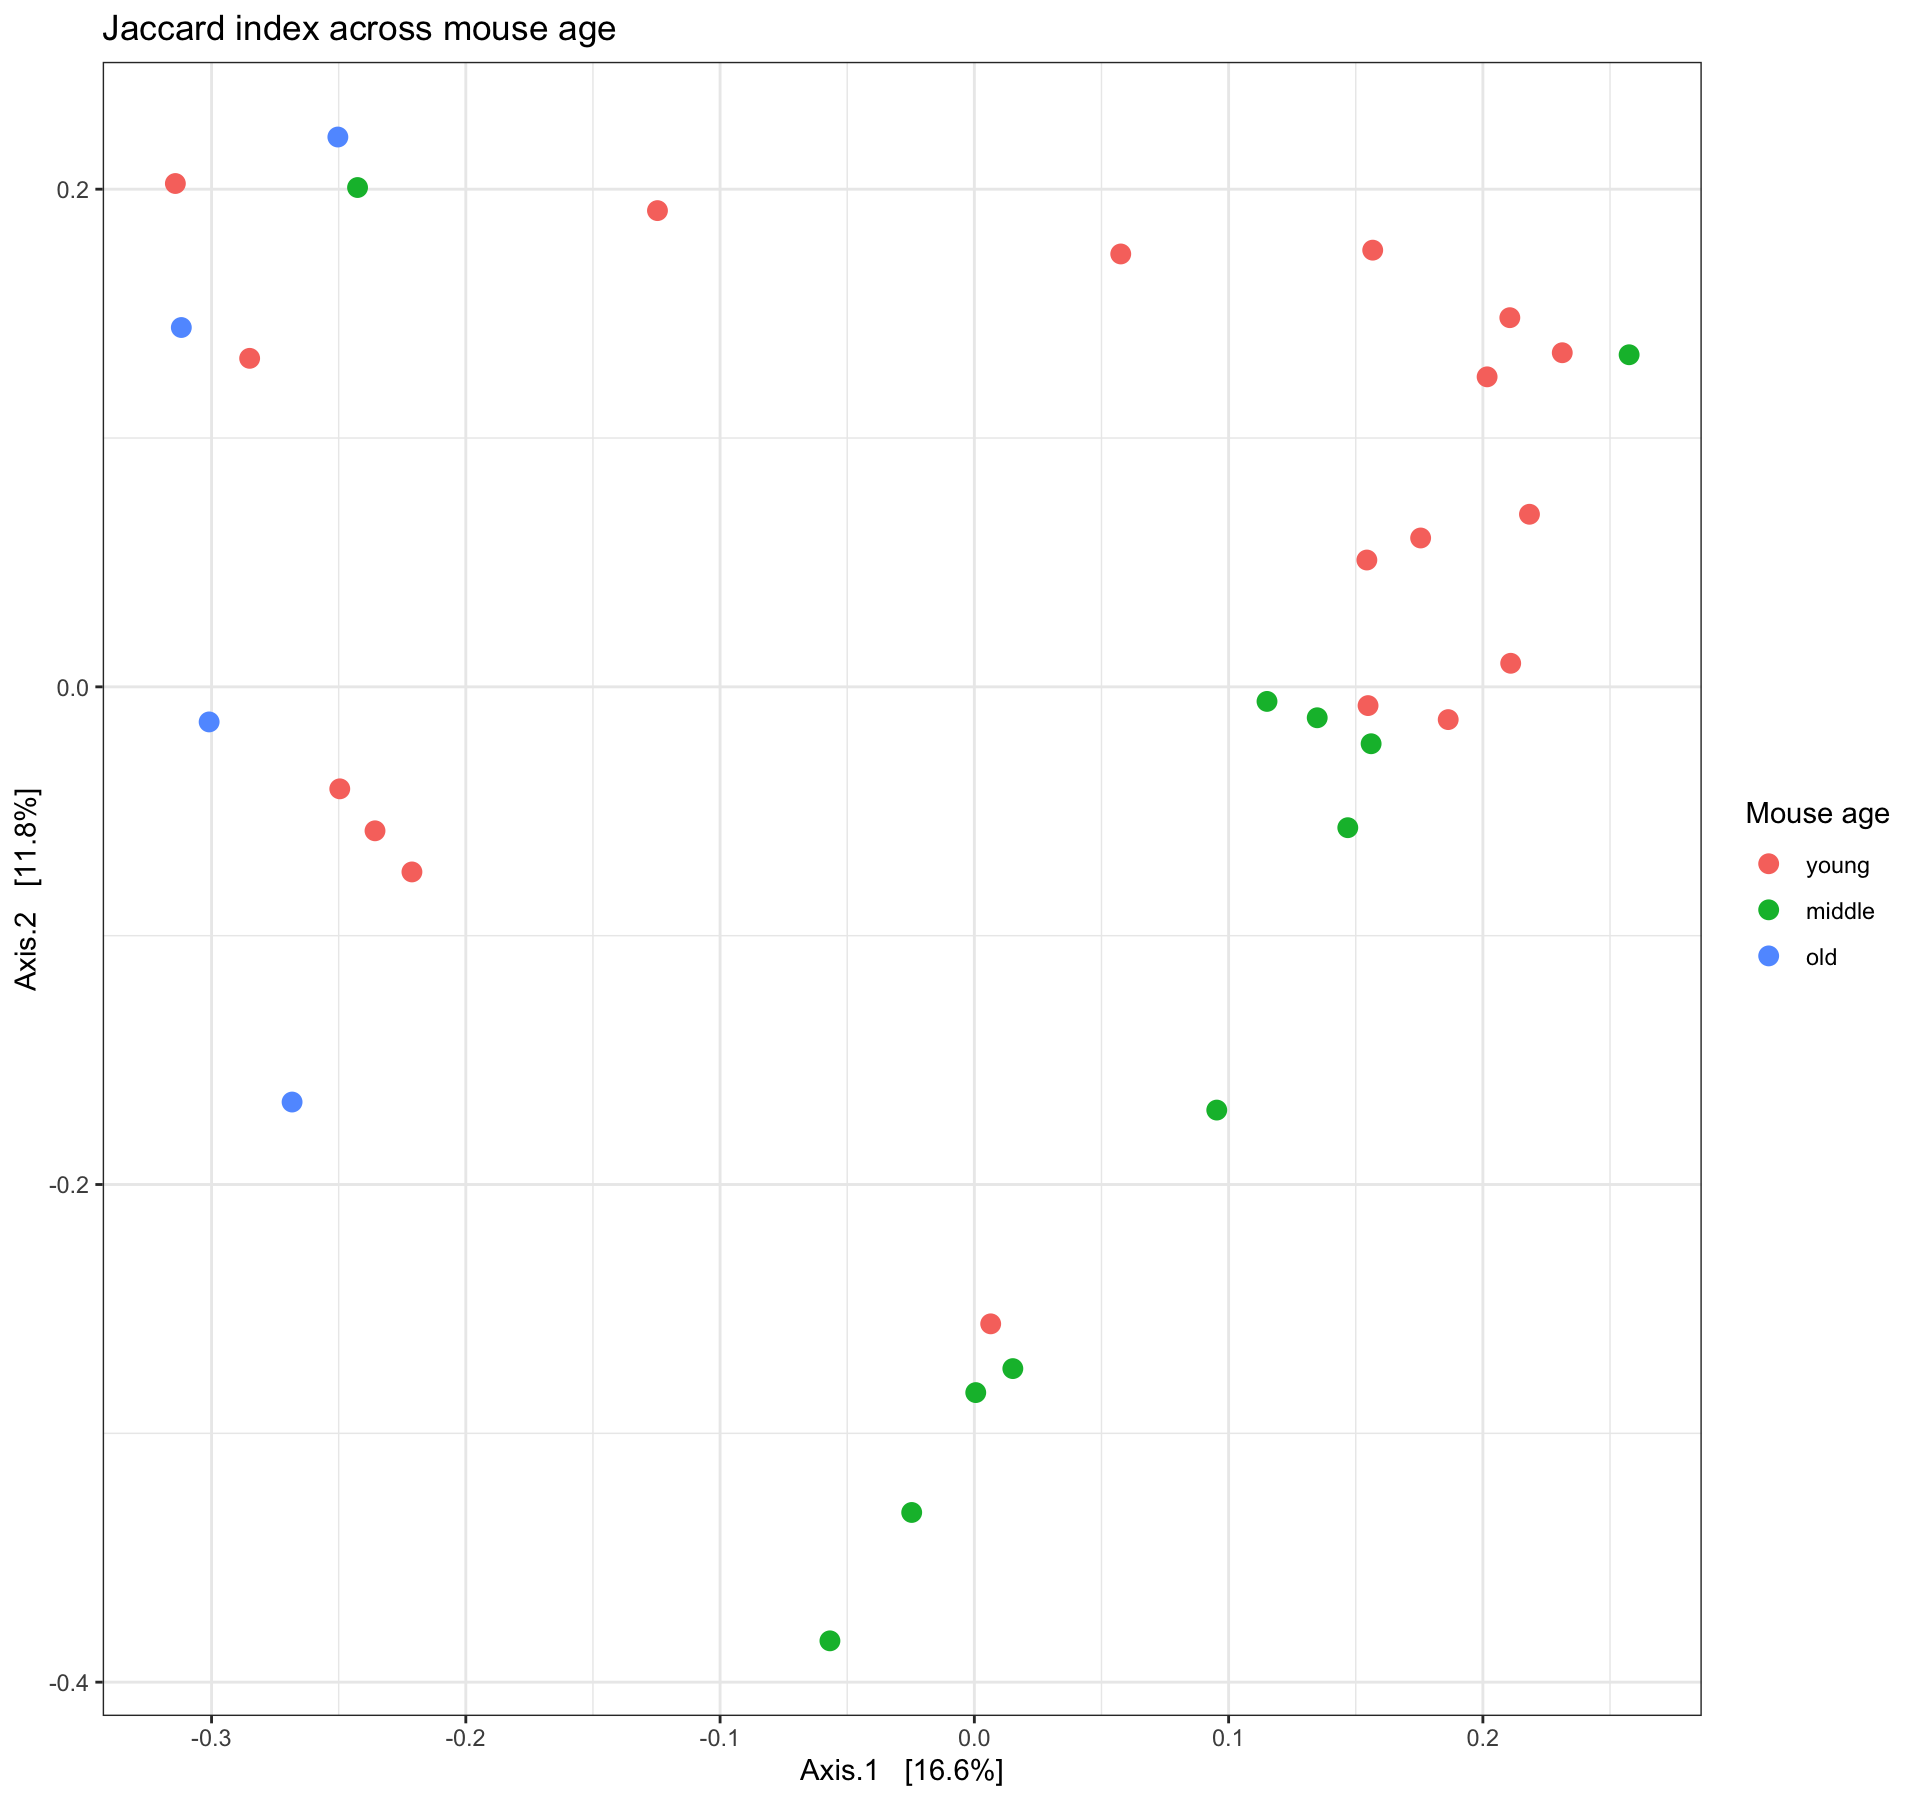 Jaccard index across mouse age
0.2
0.0
-0.2
-0.4
Axis.2 [11.8%]
-0.3 -0.2 -0.1 0.0 0.1 0.2
Axis.1 [16.6%]
Mouse age
young
middle
old